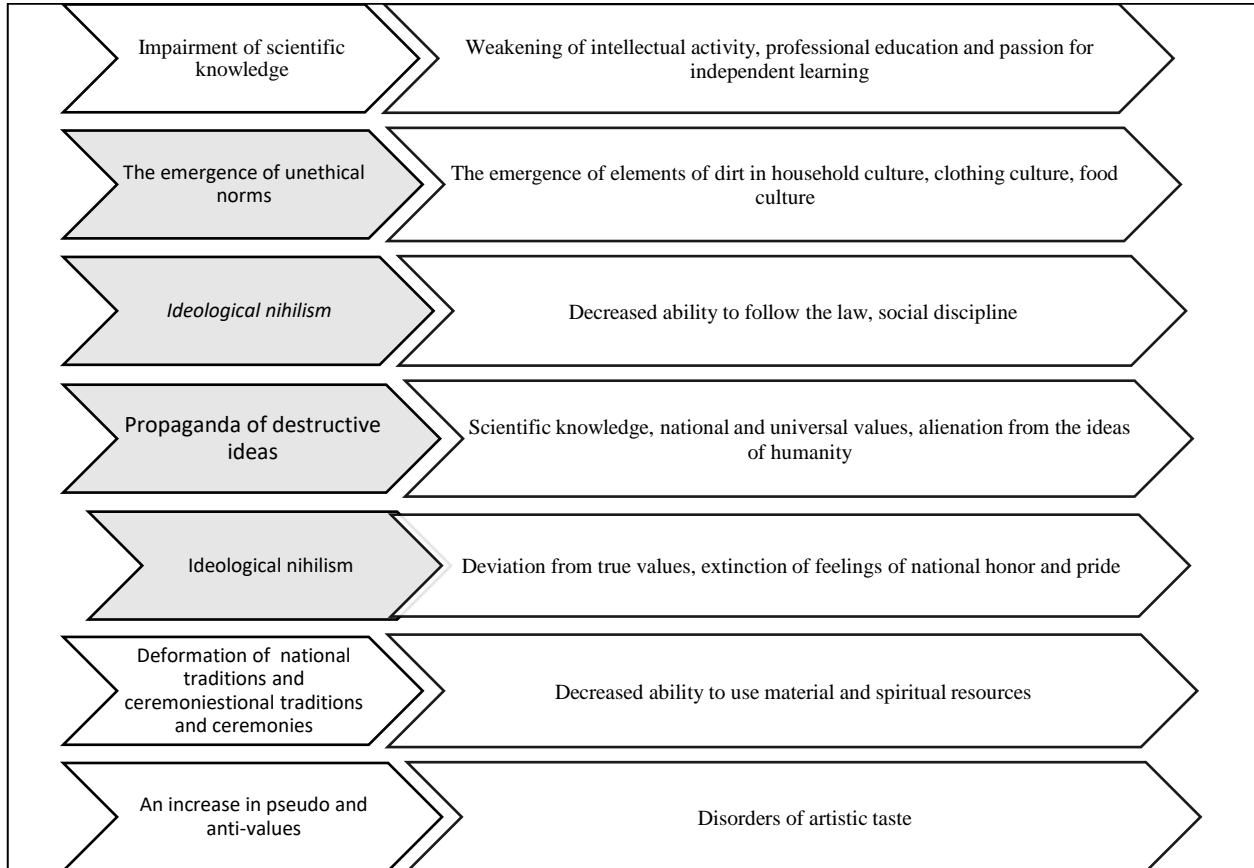 Impairment of scientific
knowledge
Weakening of intellectual activity, professional education and passion for
independent learning
The emergence of unethical
norms
The emergence of elements of dirt in household culture, clothing culture, food
culture
Ideological nihilism
Decreased ability to follow the law, social discipline
Propaganda of destructive
ideas
Scientific knowledge, national and universal values, alienation from the ideas
of humanity
Ideological nihilism
Deviation from true values, extinction of feelings of national honor and pride
Deformation of national
traditions and
ceremoniestional traditions
and ceremonies
Decreased ability to use material and spiritual resources
An increase in pseudo and
anti-values
Disorders of artistic taste